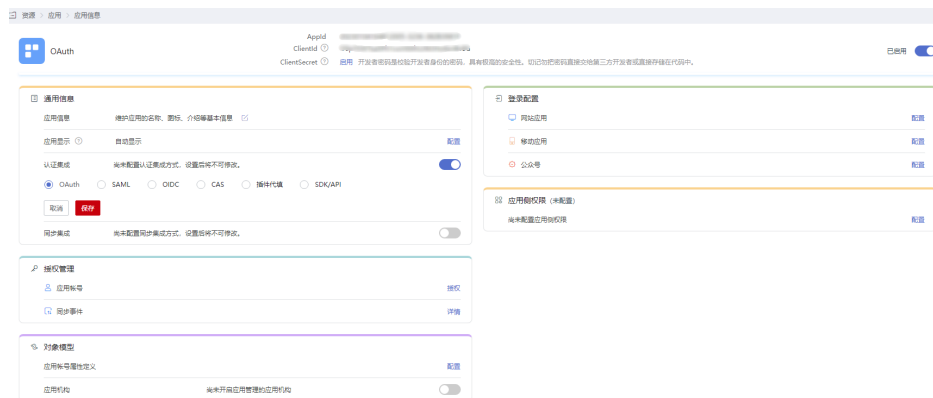 资源 > 应用 > 应用信息
OAuth
AppId
ClientId
ClientSecret 启用 开发者密码是校验开发者身份的密码，具有极高的安全性。切记勿把密码直接交给第三方开发者或直接存储在代码中。
已启用
通用信息
应用信息 维护应用的名称、图标、介绍等基本信息
应用显示 自动显示 配置
认证集成 尚未配置认证集成方式，设置后将不可修改。
OAuth SAML OIDC CAS 插件代填 SDK/API
取消 保存
同步集成 尚未配置同步集成方式，设置后将不可修改。
授权管理
应用帐号 授权
同步事件 详情
对象模型
应用帐号属性定义 配置
应用机构 尚未开启应用管理的应用机构
登录配置
网站应用 配置
移动应用 配置
公众号 配置
应用侧权限 (未配置)
尚未配置应用侧权限 配置